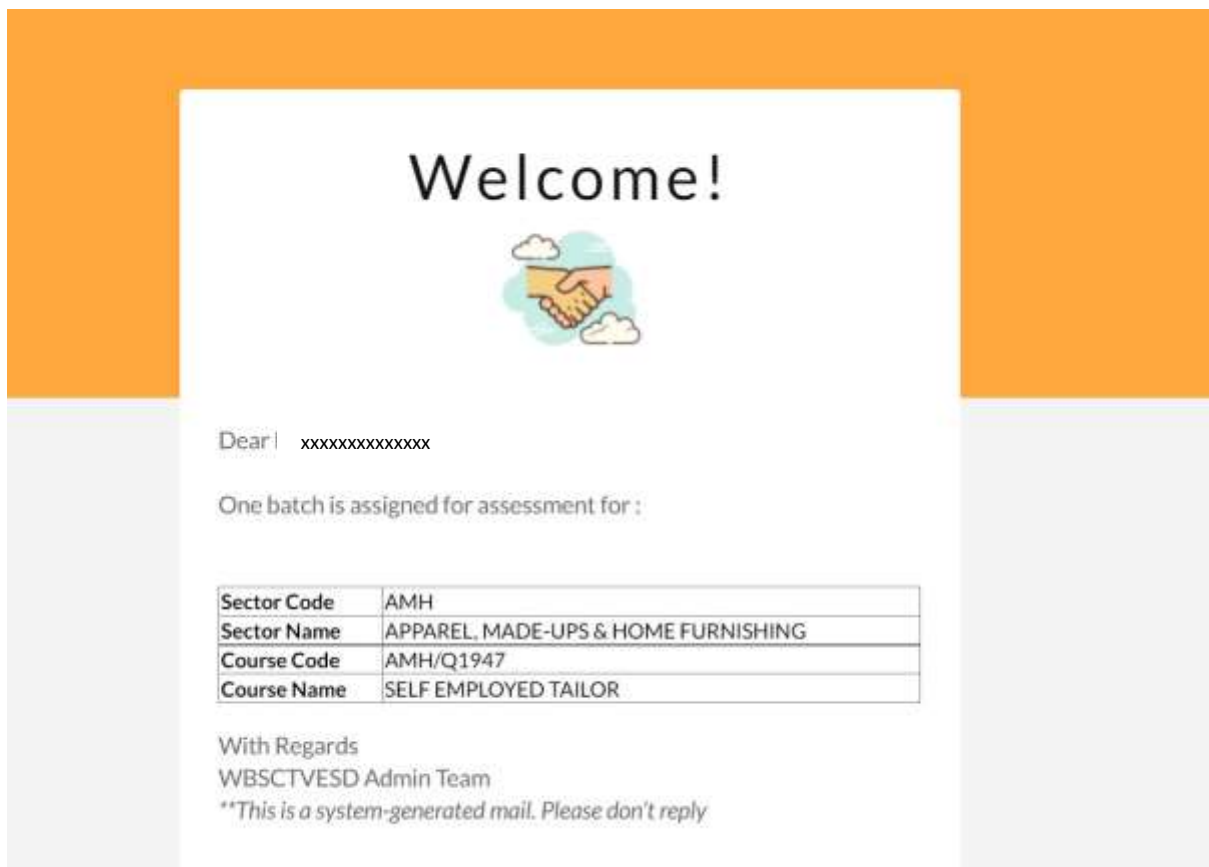 Welcome!
Dear xxxxxxxxxxxxxx
One batch is assigned for assessment for :
Sector Code AMH
Sector Name APPAREL, MADE-UPS & HOME FURNISHING
Course Code AMH/Q1947
Course Name SELF EMPLOYED TAILOR
With Regards
WBSCTVESD Admin Team
**This is a system-generated mail. Please don't reply